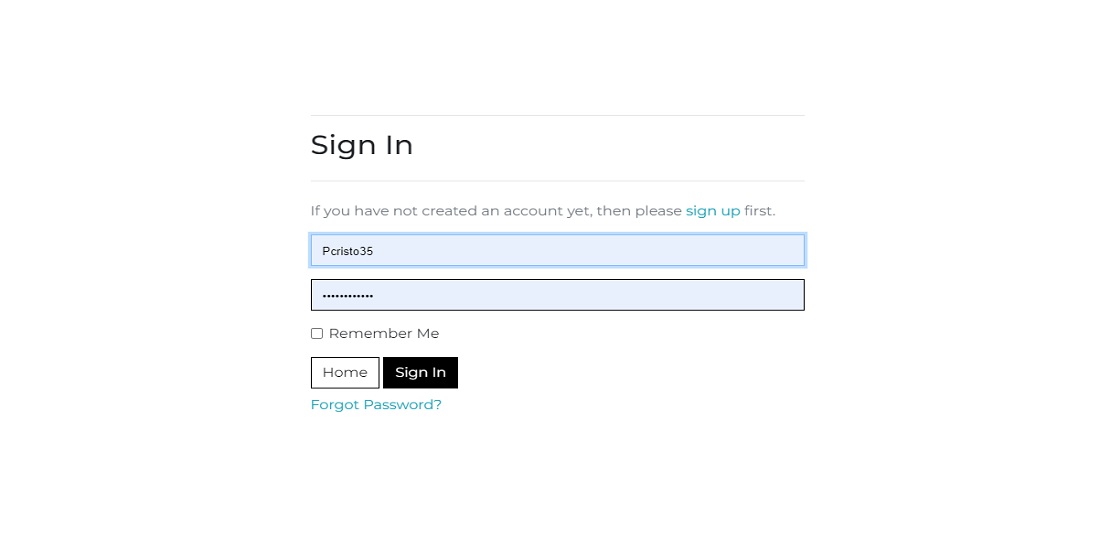 Sign In
If you have not created an account yet, then please sign up first.
Pcristo35
••••••••••••
Remember Me
Home Sign In
Forgot Password?